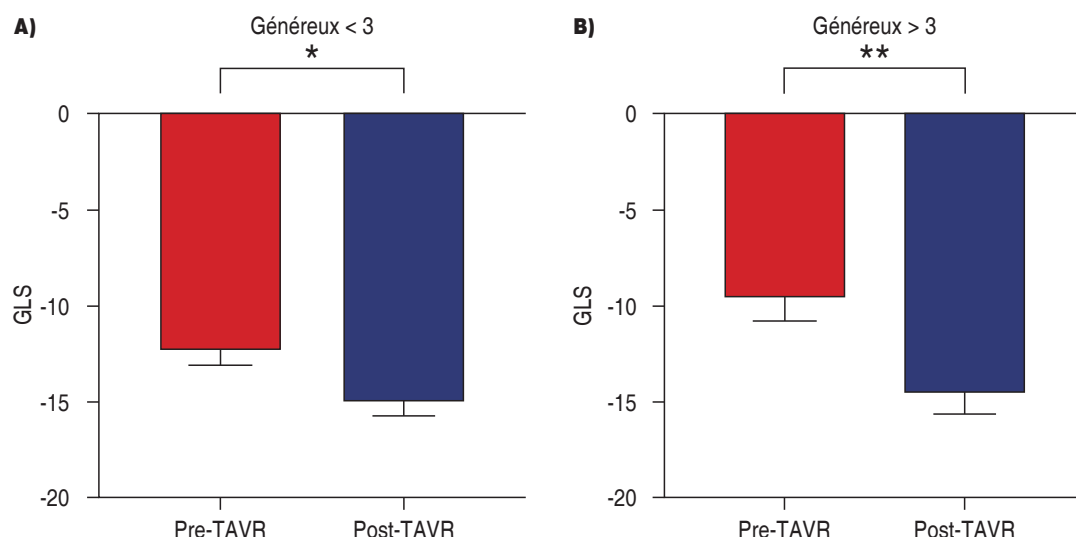 A)
Généreux < 3
*
0
-5
-10
-15
-20
GLS
Pre-TAVR Post-TAVR
B)
Généreux > 3
**
0
-5
-10
-15
-20
GLS
Pre-TAVR Post-TAVR